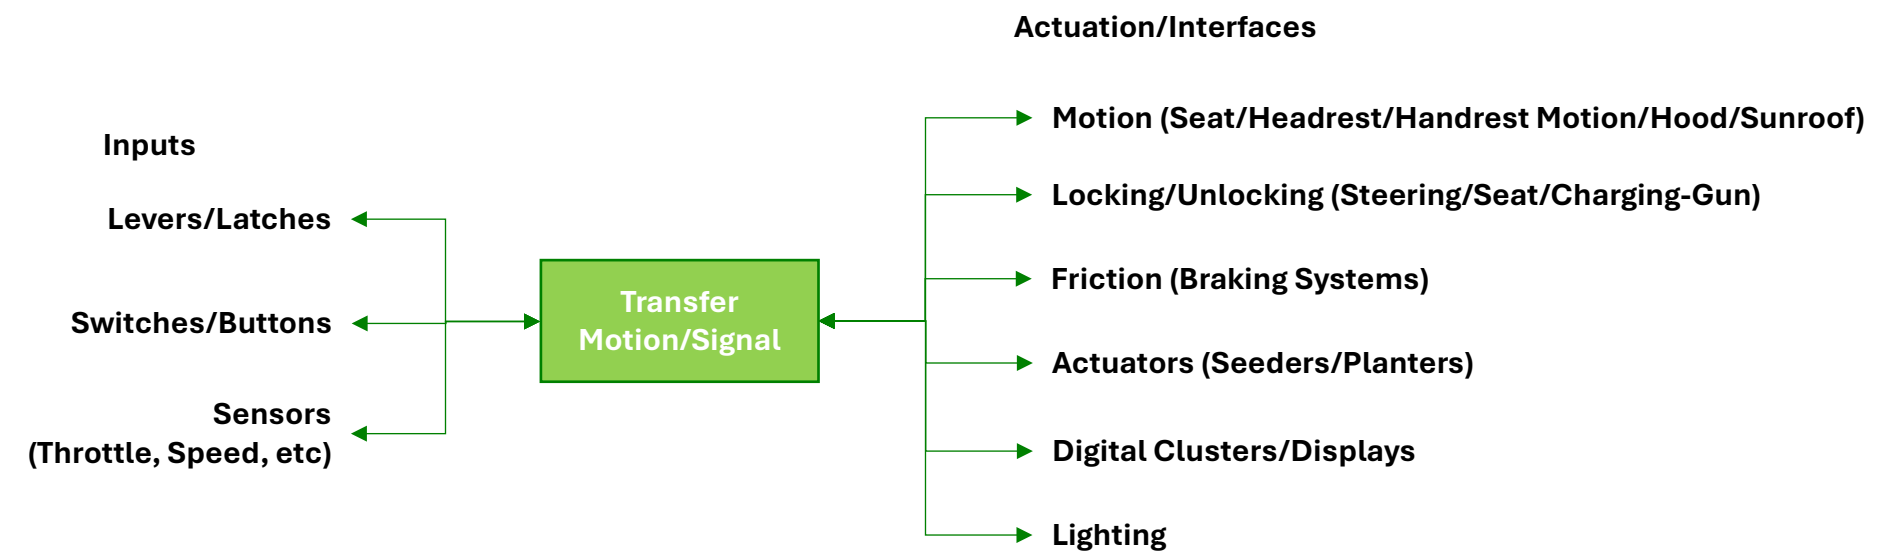 Actuation/Interfaces
Inputs
Levers/Latches
Switches/Buttons
Sensors
(Throttle, Speed, etc)
Transfer
Motion/Signal
Motion (Seat/Headrest/Handrest Motion/Hood/Sunroof)
Locking/Unlocking (Steering/Seat/Charging-Gun)
Friction (Braking Systems)
Actuators (Seeders/Planters)
Digital Clusters/Displays
Lighting